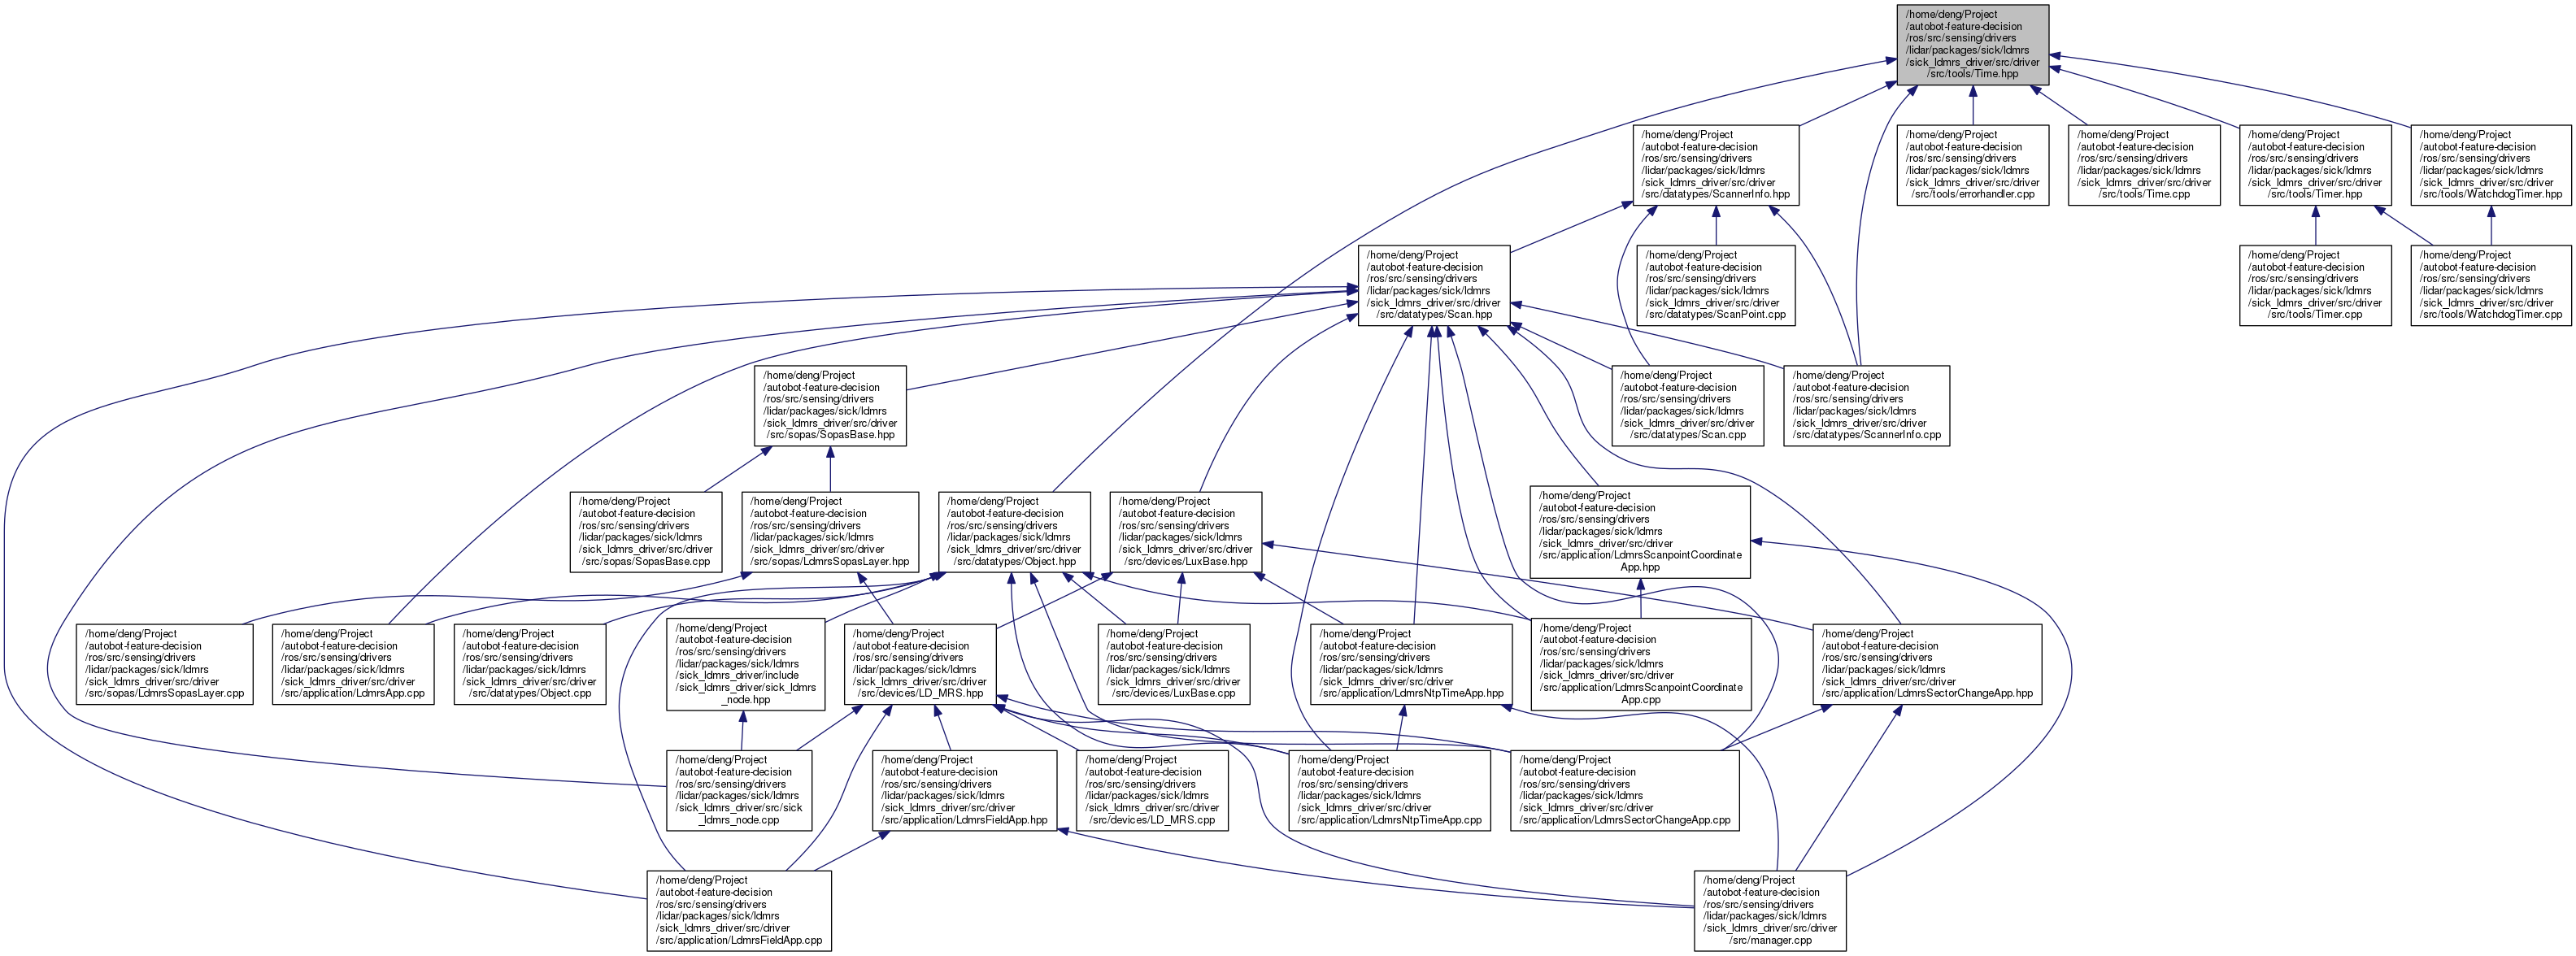 /home/deng/Project
/autobot-feature-decision
/ros/src/sensing/drivers
/lidar/packages/sick/ldmrs
/sick_ldmrs_driver/src/driver
/src/tools/Time.hpp
/home/deng/Project
/autobot-feature-decision
/ros/src/sensing/drivers
/lidar/packages/sick/ldmrs
/sick_ldmrs_driver/src/driver
/src/datatypes/ScannerInfo.hpp
/home/deng/Project
/autobot-feature-decision
/ros/src/sensing/drivers
/lidar/packages/sick/ldmrs
/sick_ldmrs_driver/src/driver
/src/tools/errorhandler.cpp
/home/deng/Project
/autobot-feature-decision
/ros/src/sensing/drivers
/lidar/packages/sick/ldmrs
/sick_ldmrs_driver/src/driver
/src/tools/Time.cpp
/home/deng/Project
/autobot-feature-decision
/ros/src/sensing/drivers
/lidar/packages/sick/ldmrs
/sick_ldmrs_driver/src/driver
/src/tools/Timer.hpp
/home/deng/Project
/autobot-feature-decision
/ros/src/sensing/drivers
/lidar/packages/sick/ldmrs
/sick_ldmrs_driver/src/driver
/src/tools/WatchdogTimer.hpp
/home/deng/Project
/autobot-feature-decision
/ros/src/sensing/drivers
/lidar/packages/sick/ldmrs
/sick_ldmrs_driver/src/driver
/src/datatypes/Scan.hpp
/home/deng/Project
/autobot-feature-decision
/ros/src/sensing/drivers
/lidar/packages/sick/ldmrs
/sick_ldmrs_driver/src/driver
/src/datatypes/ScanPoint.cpp
/home/deng/Project
/autobot-feature-decision
/ros/src/sensing/drivers
/lidar/packages/sick/ldmrs
/sick_ldmrs_driver/src/driver
/src/tools/Timer.cpp
/home/deng/Project
/autobot-feature-decision
/ros/src/sensing/drivers
/lidar/packages/sick/ldmrs
/sick_ldmrs_driver/src/driver
/src/tools/WatchdogTimer.cpp
/home/deng/Project
/autobot-feature-decision
/ros/src/sensing/drivers
/lidar/packages/sick/ldmrs
/sick_ldmrs_driver/src/driver
/src/sopas/SopasBase.hpp
/home/deng/Project
/autobot-feature-decision
/ros/src/sensing/drivers
/lidar/packages/sick/ldmrs
/sick_ldmrs_driver/src/driver
/src/datatypes/Scan.cpp
/home/deng/Project
/autobot-feature-decision
/ros/src/sensing/drivers
/lidar/packages/sick/ldmrs
/sick_ldmrs_driver/src/driver
/src/datatypes/ScannerInfo.cpp
/home/deng/Project
/autobot-feature-decision
/ros/src/sensing/drivers
/lidar/packages/sick/ldmrs
/sick_ldmrs_driver/src/driver
/src/sopas/SopasBase.cpp
/home/deng/Project
/autobot-feature-decision
/ros/src/sensing/drivers
/lidar/packages/sick/ldmrs
/sick_ldmrs_driver/src/driver
/src/sopas/LdmrsSopasLayer.hpp
/home/deng/Project
/autobot-feature-decision
/ros/src/sensing/drivers
/lidar/packages/sick/ldmrs
/sick_ldmrs_driver/src/driver
/src/datatypes/Object.hpp
/home/deng/Project
/autobot-feature-decision
/ros/src/sensing/drivers
/lidar/packages/sick/ldmrs
/sick_ldmrs_driver/src/driver
/src/devices/LuxBase.hpp
/home/deng/Project
/autobot-feature-decision
/ros/src/sensing/drivers
/lidar/packages/sick/ldmrs
/sick_ldmrs_driver/src/driver
/src/application/LdmrsScanpointCoordinate
App.hpp
/home/deng/Project
/autobot-feature-decision
/ros/src/sensing/drivers
/lidar/packages/sick/ldmrs
/sick_ldmrs_driver/src/driver
/src/sopas/LdmrsSopasLayer.cpp
/home/deng/Project
/autobot-feature-decision
/ros/src/sensing/drivers
/lidar/packages/sick/ldmrs
/sick_ldmrs_driver/src/driver
/src/application/LdmrsApp.cpp
/home/deng/Project
/autobot-feature-decision
/ros/src/sensing/drivers
/lidar/packages/sick/ldmrs
/sick_ldmrs_driver/src/driver
/src/datatypes/Object.cpp
/home/deng/Project
/autobot-feature-decision
/ros/src/sensing/drivers
/lidar/packages/sick/ldmrs
/sick_ldmrs_driver/include
/sick_ldmrs_driver/sick_ldmrs
_node.hpp
/home/deng/Project
/autobot-feature-decision
/ros/src/sensing/drivers
/lidar/packages/sick/ldmrs
/sick_ldmrs_driver/src/driver
/src/devices/LD_MRS.hpp
/home/deng/Project
/autobot-feature-decision
/ros/src/sensing/drivers
/lidar/packages/sick/ldmrs
/sick_ldmrs_driver/src/driver
/src/devices/LuxBase.cpp
/home/deng/Project
/autobot-feature-decision
/ros/src/sensing/drivers
/lidar/packages/sick/ldmrs
/sick_ldmrs_driver/src/driver
/src/application/LdmrsNtpTimeApp.hpp
/home/deng/Project
/autobot-feature-decision
/ros/src/sensing/drivers
/lidar/packages/sick/ldmrs
/sick_ldmrs_driver/src/driver
/src/application/LdmrsScanpointCoordinate
App.cpp
/home/deng/Project
/autobot-feature-decision
/ros/src/sensing/drivers
/lidar/packages/sick/ldmrs
/sick_ldmrs_driver/src/driver
/src/application/LdmrsSectorChangeApp.hpp
/home/deng/Project
/autobot-feature-decision
/ros/src/sensing/drivers
/lidar/packages/sick/ldmrs
/sick_ldmrs_driver/src/sick
_ldmrs_node.cpp
/home/deng/Project
/autobot-feature-decision
/ros/src/sensing/drivers
/lidar/packages/sick/ldmrs
/sick_ldmrs_driver/src/driver
/src/application/LdmrsFieldApp.hpp
/home/deng/Project
/autobot-feature-decision
/ros/src/sensing/drivers
/lidar/packages/sick/ldmrs
/sick_ldmrs_driver/src/driver
/src/devices/LD_MRS.cpp
/home/deng/Project
/autobot-feature-decision
/ros/src/sensing/drivers
/lidar/packages/sick/ldmrs
/sick_ldmrs_driver/src/driver
/src/application/LdmrsNtpTimeApp.cpp
/home/deng/Project
/autobot-feature-decision
/ros/src/sensing/drivers
/lidar/packages/sick/ldmrs
/sick_ldmrs_driver/src/driver
/src/application/LdmrsSectorChangeApp.cpp
/home/deng/Project
/autobot-feature-decision
/ros/src/sensing/drivers
/lidar/packages/sick/ldmrs
/sick_ldmrs_driver/src/driver
/src/application/LdmrsFieldApp.cpp
/home/deng/Project
/autobot-feature-decision
/ros/src/sensing/drivers
/lidar/packages/sick/ldmrs
/sick_ldmrs_driver/src/driver
/src/manager.cpp